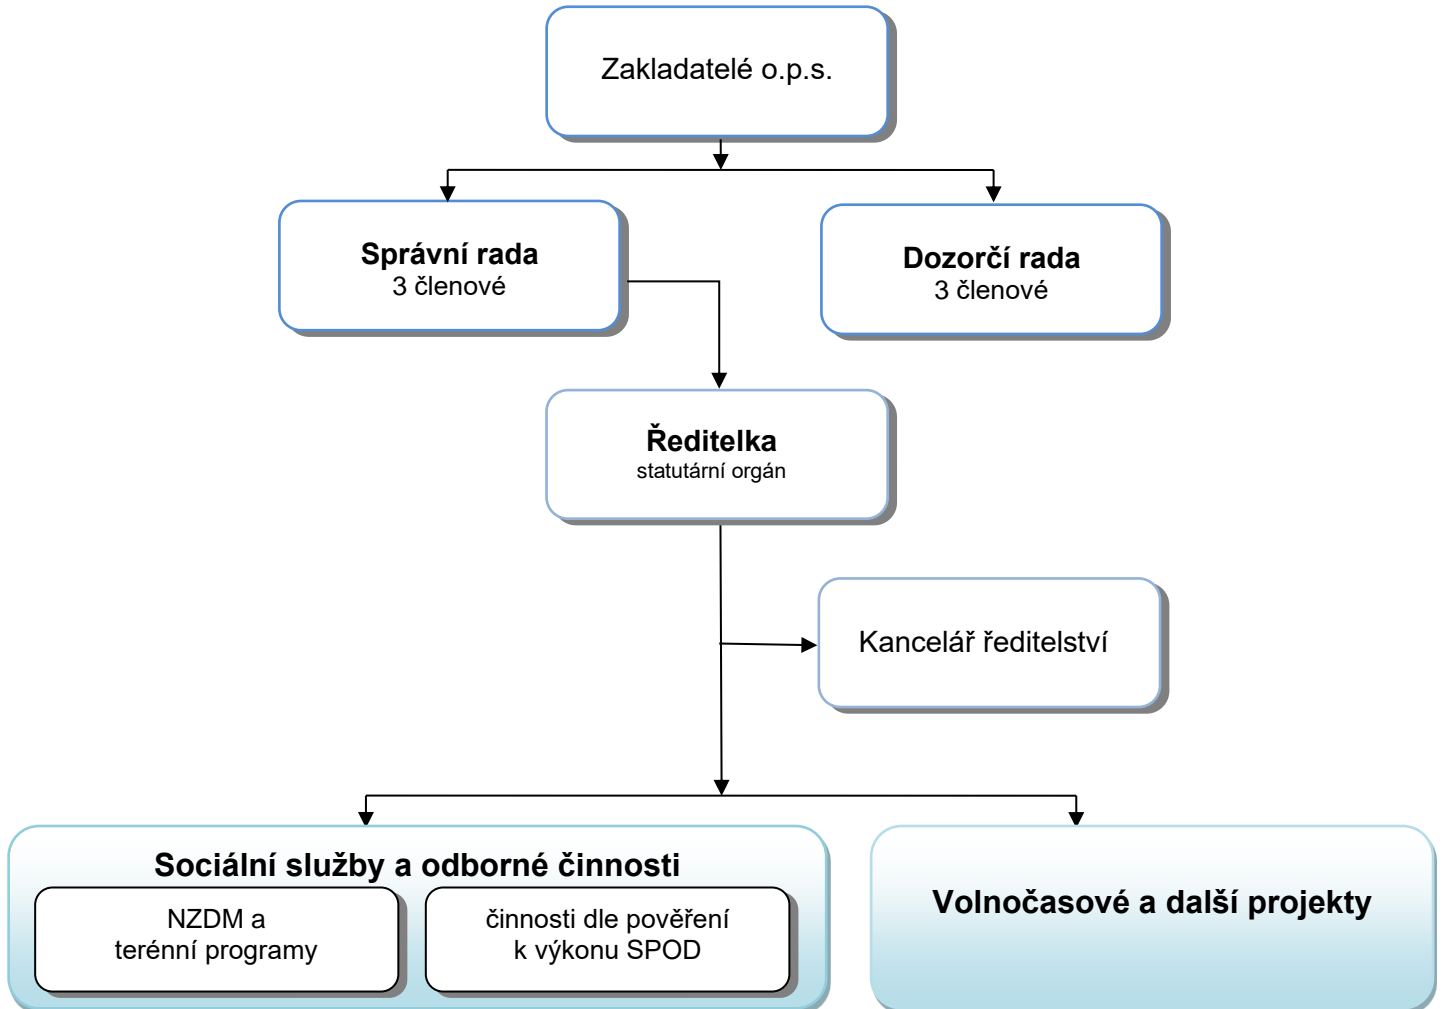 Zakladatelé o.p.s.
Správní rada
3 členové
Dozorčí rada
3 členové
Ředitelka
statutární orgán
Kancelář ředitelství
Sociální služby a odborné činnosti
NZDM a
terénní programy
činnosti dle pověření
k výkonu SPOD
Volnočasové a další projekty